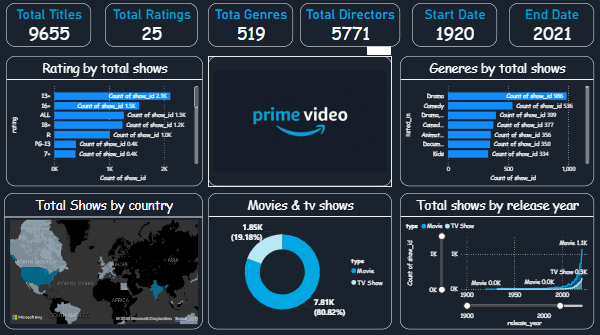 Total Titles
9655
Total Ratings
25
Tota Genres
519
Total Directors
5771
Start Date
1920
End Date
2021
Rating by total shows
rating
13+ Count of show_id 2.1K
16+ Count of show_id 1.5K
ALL Count of show_id 1.3K
18+ Count of show_id 1.2K
R Count of show_id 1.0K
PG-13 Count of show_id 0.4K
7+ Count of show_id 0.4K
0K 1K 2K
Count of show_id
prime video
Generes by total shows
listed_in
Drama Count of show_id 986
Comedy Count of show_id 536
Drama,... Count of show_id 399
Comed... Count of show_id 377
Animat... Count of show_id 356
Docum... Count of show_id 350
Kids Count of show_id 334
0 500 1,000
Count of show_id
Total Shows by country
EUROPE
ASIA
Atlantic Ocean
AFRICA
Microsoft Bing
Movies & tv shows
1.85K
(19.18%)
7.81K
(80.82%)
type
Movie
TV Show
Total shows by release year
type Movie TV Show
Count of show_id
1K
1K
0K
0K
Movie 1.1K
TV Show 0.3K
Movie 0.0K
Movie 0.0K
1900 1950 2000
1900 2000
release_year